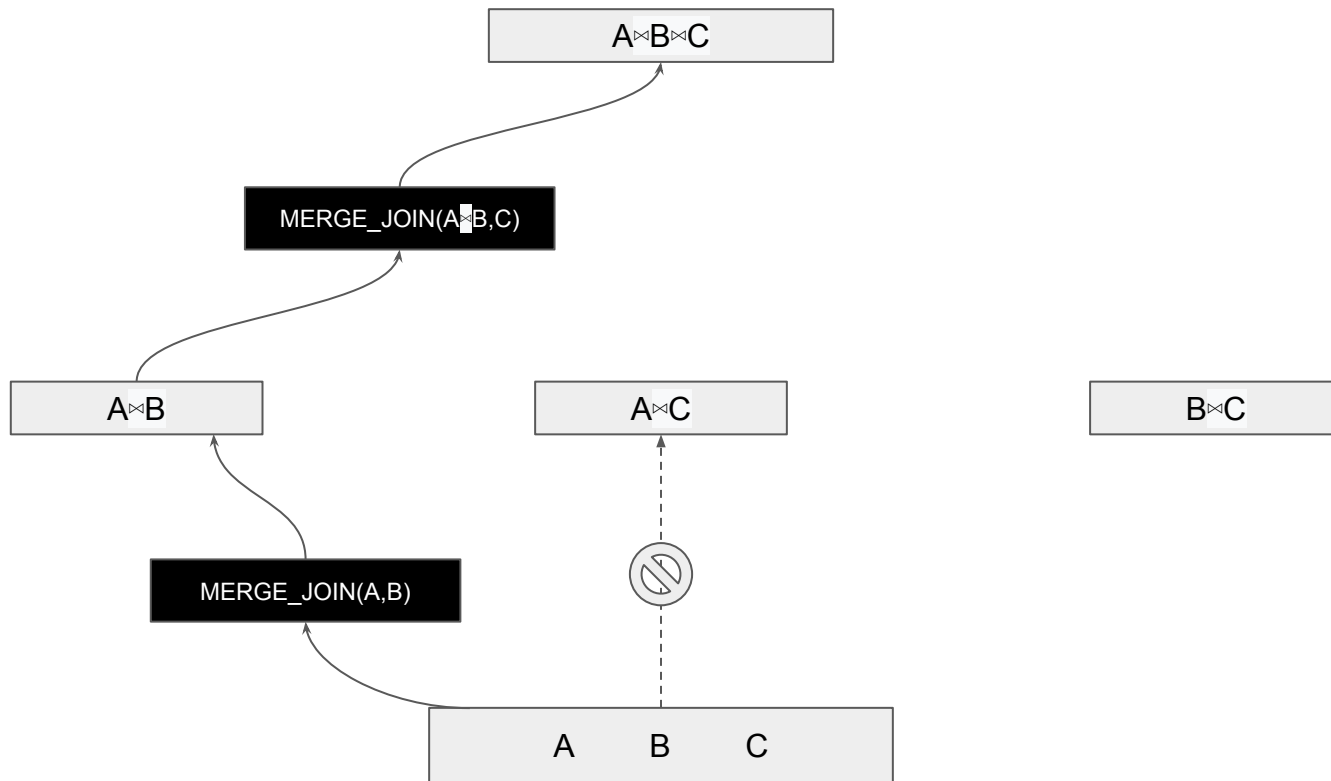 A⋈B⋈C
MERGE_JOIN(A⋈B,C)
A⋈B
A⋈C
B⋈C
MERGE_JOIN(A,B)
A B C